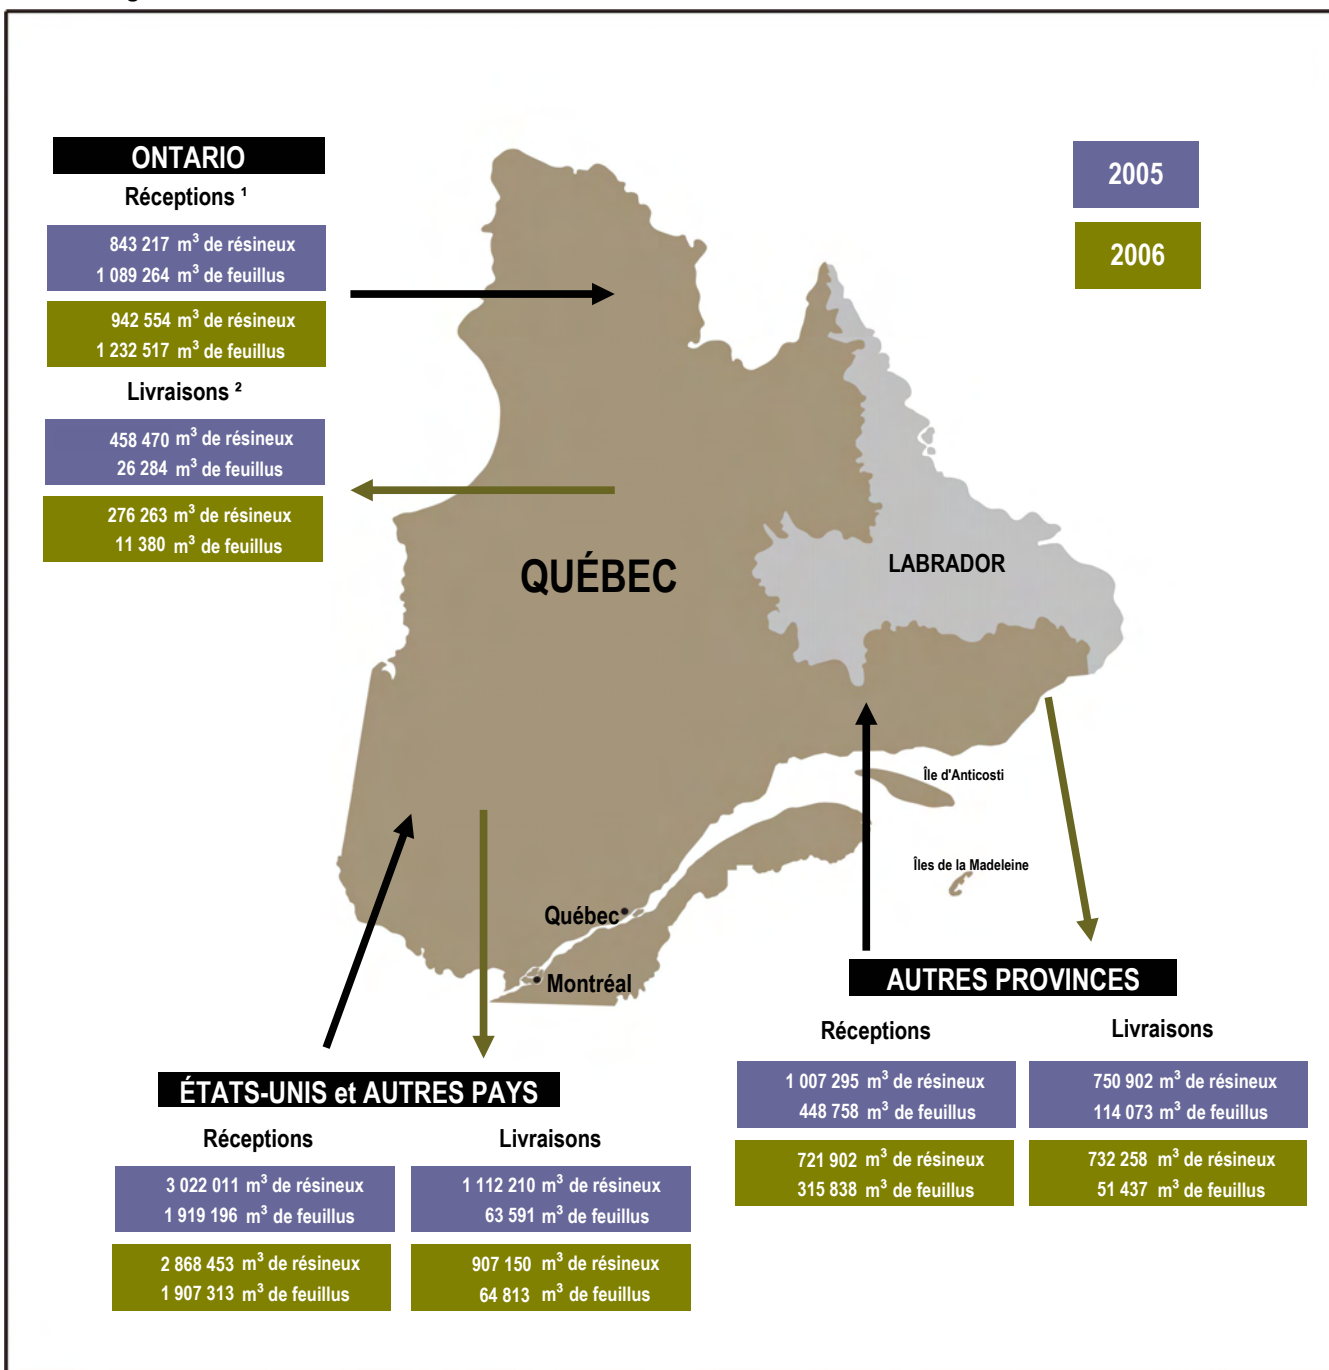 ONTARIO
Réceptions ¹
843 217 m³ de résineux
1 089 264 m³ de feuillus
942 554 m³ de résineux
1 232 517 m³ de feuillus
Livraisons ²
458 470 m³ de résineux
26 284 m³ de feuillus
276 263 m³ de résineux
11 380 m³ de feuillus
2005
2006
QUÉBEC
LABRADOR
Île d'Anticosti
Îles de la Madeleine
Québec
Montréal
AUTRES PROVINCES
Réceptions
1 007 295 m³ de résineux
448 758 m³ de feuillus
721 902 m³ de résineux
315 838 m³ de feuillus
Livraisons
750 902 m³ de résineux
114 073 m³ de feuillus
732 258 m³ de résineux
51 437 m³ de feuillus
ÉTATS-UNIS et AUTRES PAYS
Réceptions
3 022 011 m³ de résineux
1 919 196 m³ de feuillus
2 868 453 m³ de résineux
1 907 313 m³ de feuillus
Livraisons
1 112 210 m³ de résineux
63 591 m³ de feuillus
907 150 m³ de résineux
64 813 m³ de feuillus